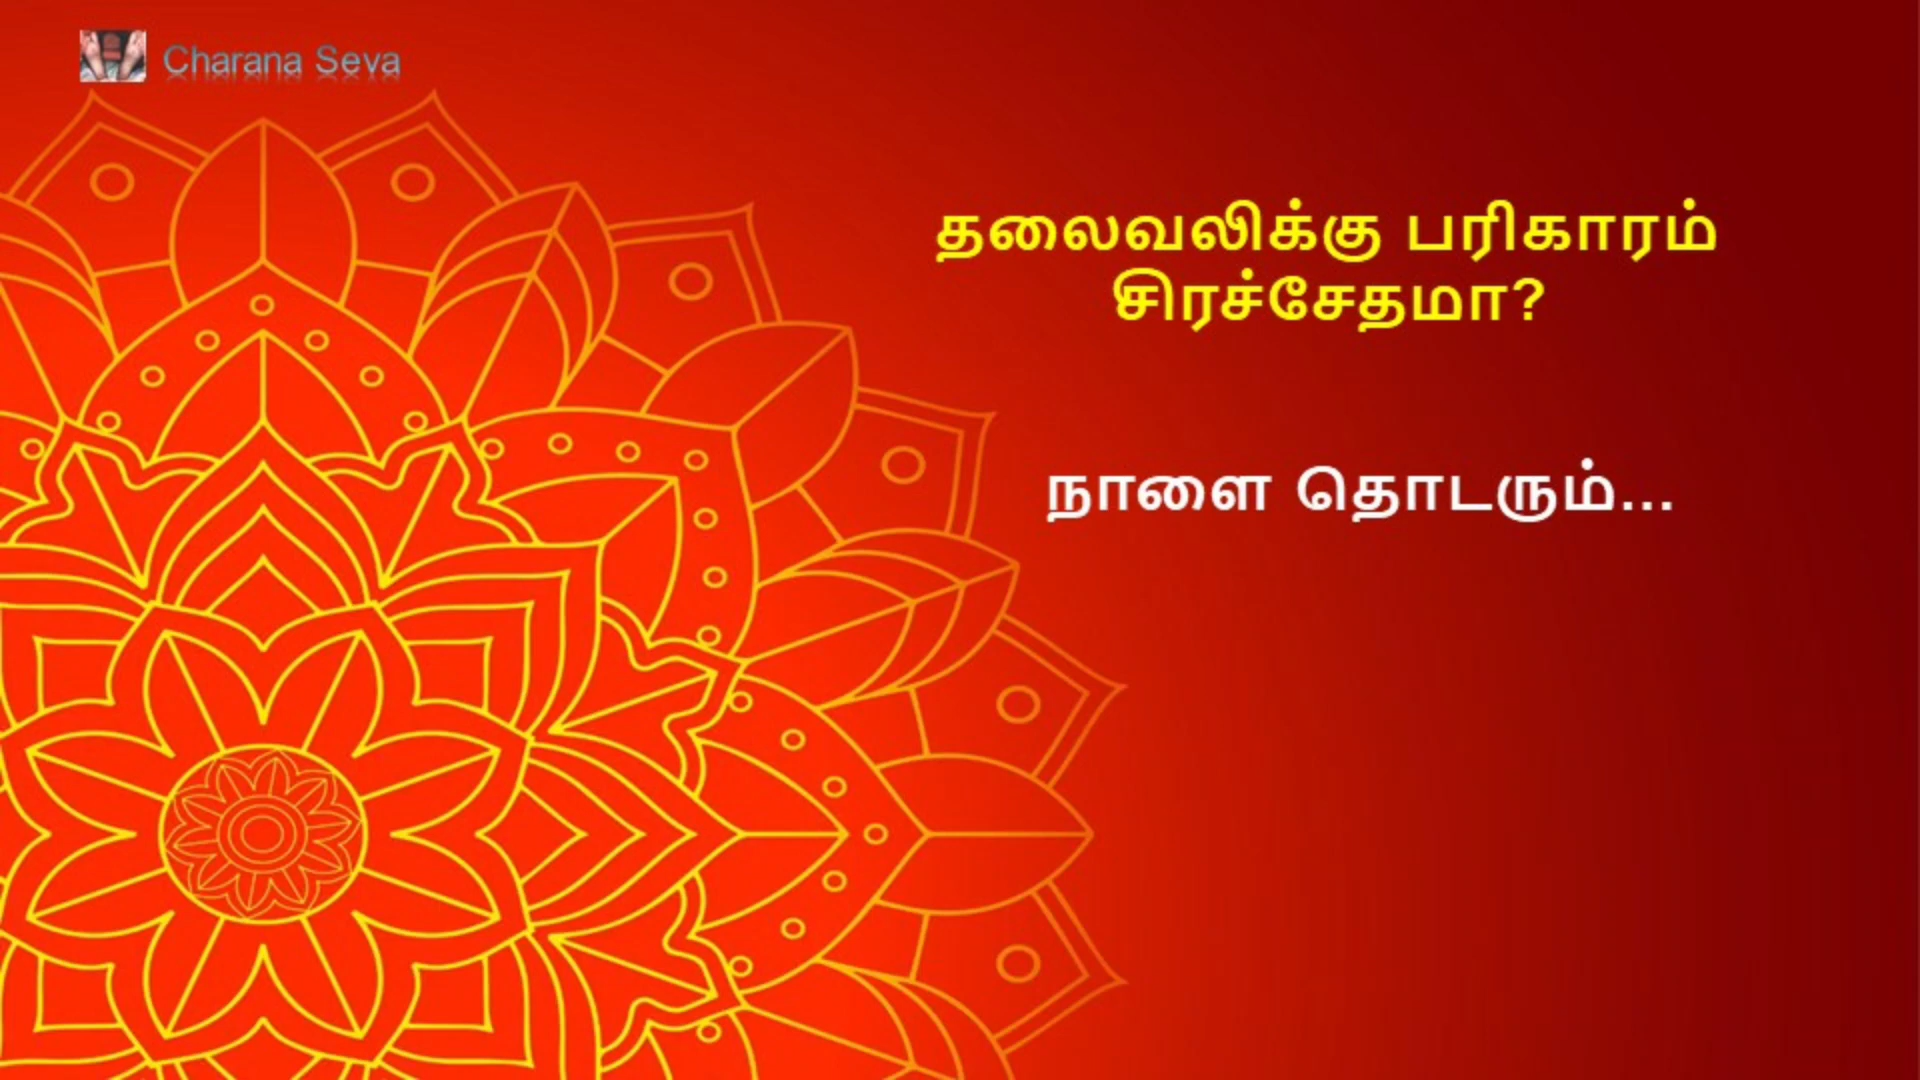 Charana Seva
தலைவலிக்கு பரிகாரம்
சிரச்சேதமா?
நாளை தொடரும்...